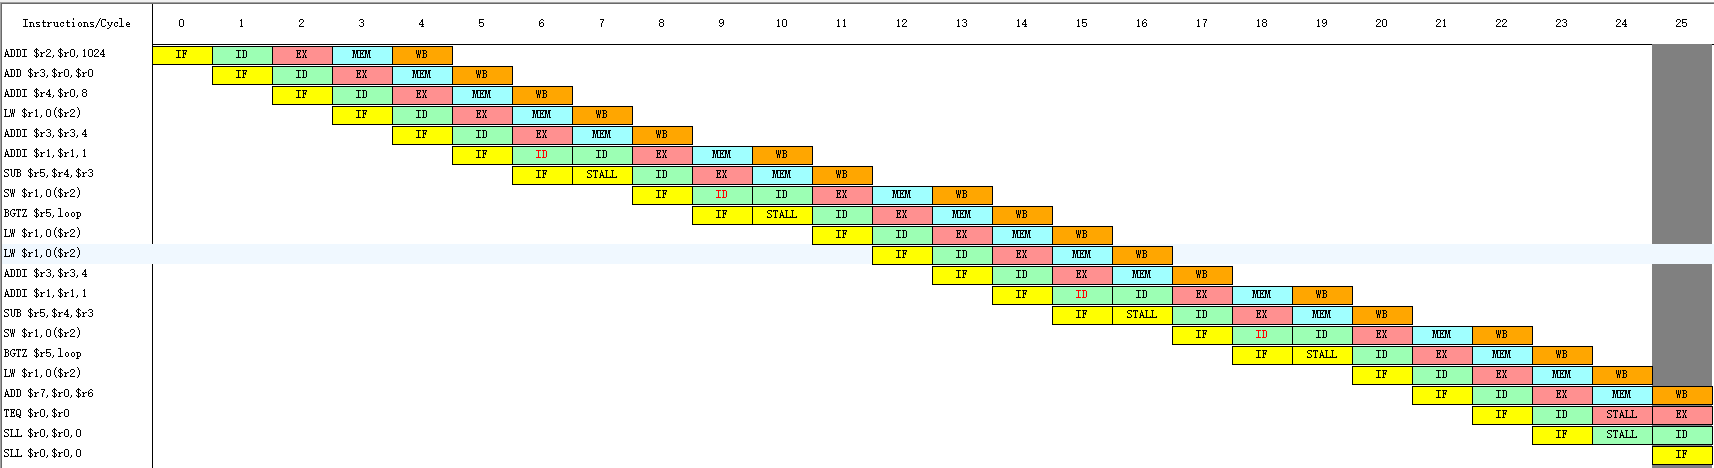 Instructions/Cycle 0 1 2 3 4 5 6 7 8 9 10 11 12 13 14 15 16 17 18 19 20 21 22 23 24 25
ADDI $r2,$r0,1024 IF ID EX MEM WB
ADD $r3,$r0,$r0 IF ID EX MEM WB
ADDI $r4,$r0,8 IF ID EX MEM WB
LW $r1,0($r2) IF ID EX MEM WB
ADDI $r3,$r3,4 IF ID EX MEM WB
ADDI $r1,$r1,1 IF ID ID EX MEM WB
SUB $r5,$r4,$r3 IF STALL ID EX MEM WB
SW $r1,0($r2) IF ID ID EX MEM WB
BGTZ $r5,loop IF STALL ID EX MEM WB
LW $r1,0($r2) IF ID EX MEM WB
LW $r1,0($r2) IF ID EX MEM WB
ADDI $r3,$r3,4 IF ID EX MEM WB
ADDI $r1,$r1,1 IF ID ID EX MEM WB
SUB $r5,$r4,$r3 IF STALL ID EX MEM WB
SW $r1,0($r2) IF ID ID EX MEM WB
BGTZ $r5,loop IF STALL ID EX MEM WB
LW $r1,0($r2) IF ID EX MEM WB
ADD $r7,$r0,$r6 IF ID EX MEM WB
TEQ $r0,$r0 IF ID STALL EX
SLL $r0,$r0,0 IF STALL ID
SLL $r0,$r0,0 IF